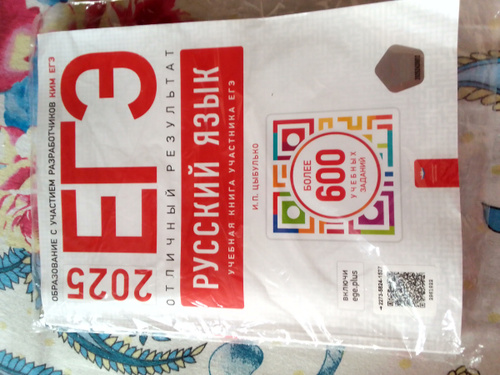 ОБРАЗОВАНИЕ С УЧАСТИЕМ РАЗРАБОТЧИКОВ КИМ ЕГЭ
2025 ЕГЭ
ОТЛИЧНЫЙ РЕЗУЛЬТАТ
РУССКИЙ ЯЗЫК
УЧЕБНАЯ КНИГА УЧАСТНИКА ЕГЭ
И.П. ЦЫБУЛЬКО
БОЛЕЕ
600
УЧЕБНЫХ
ЗАДАНИЙ
ВКЛЮЧИ
ege.plus